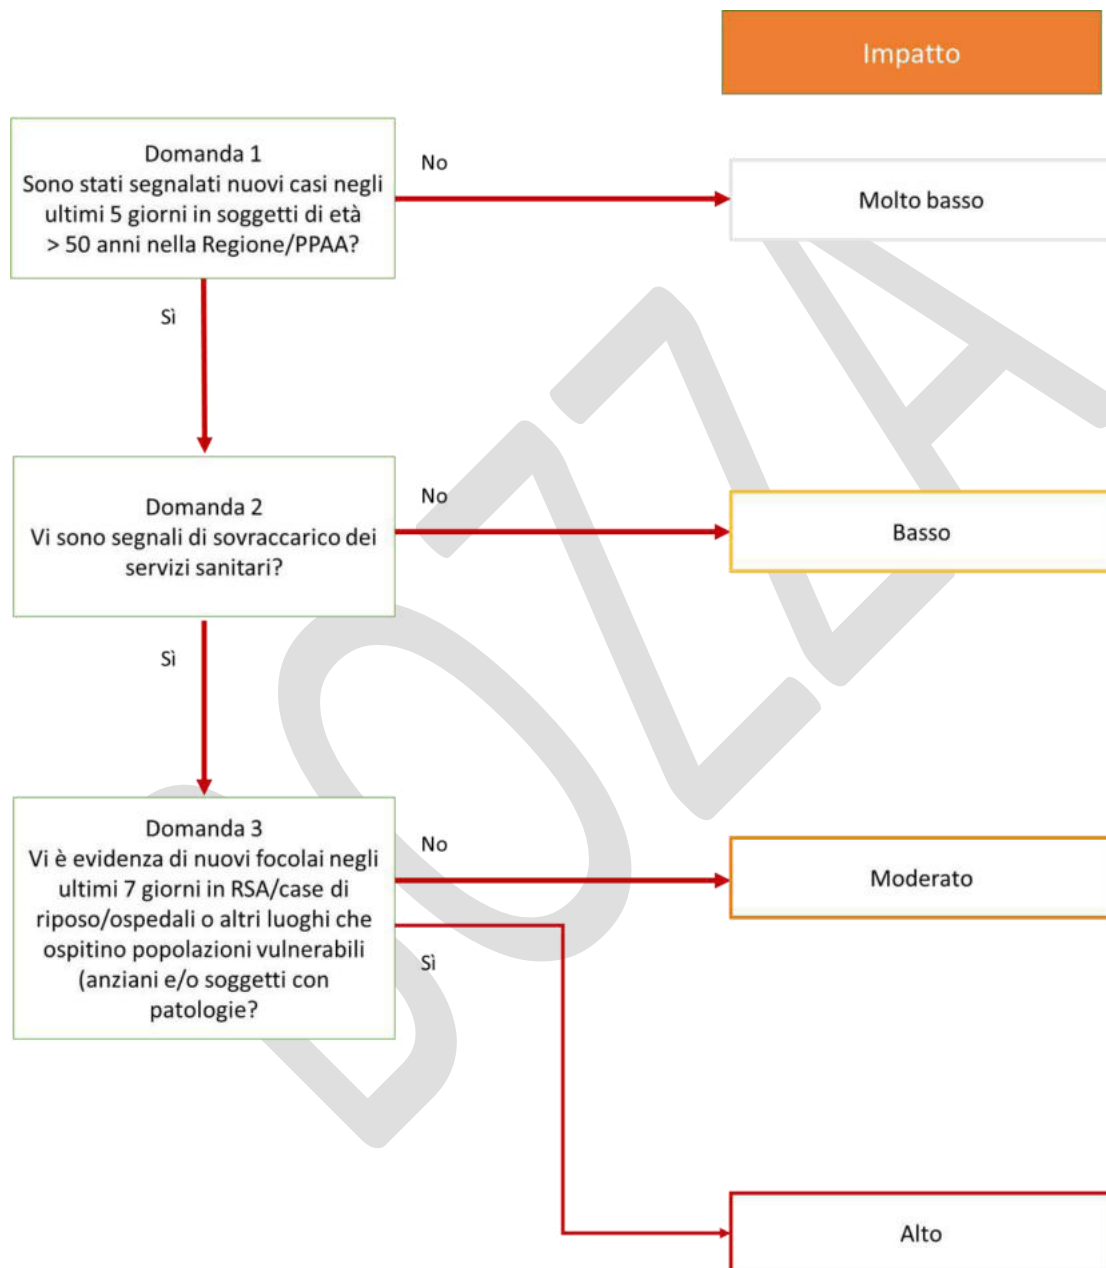 Impatto
Domanda 1
Sono stati segnalati nuovi casi negli
ultimi 5 giorni in soggetti di età
> 50 anni nella Regione/PPAA?
No
Molto basso
Sì
Domanda 2
Vi sono segnali di sovraccarico dei
servizi sanitari?
No
Basso
Sì
Domanda 3
Vi è evidenza di nuovi focolai negli
ultimi 7 giorni in RSA/case di
riposo/ospedali o altri luoghi che
ospitino popolazioni vulnerabili
(anziani e/o soggetti con
patologie?
No
Moderato
Sì
Alto
BOZZA